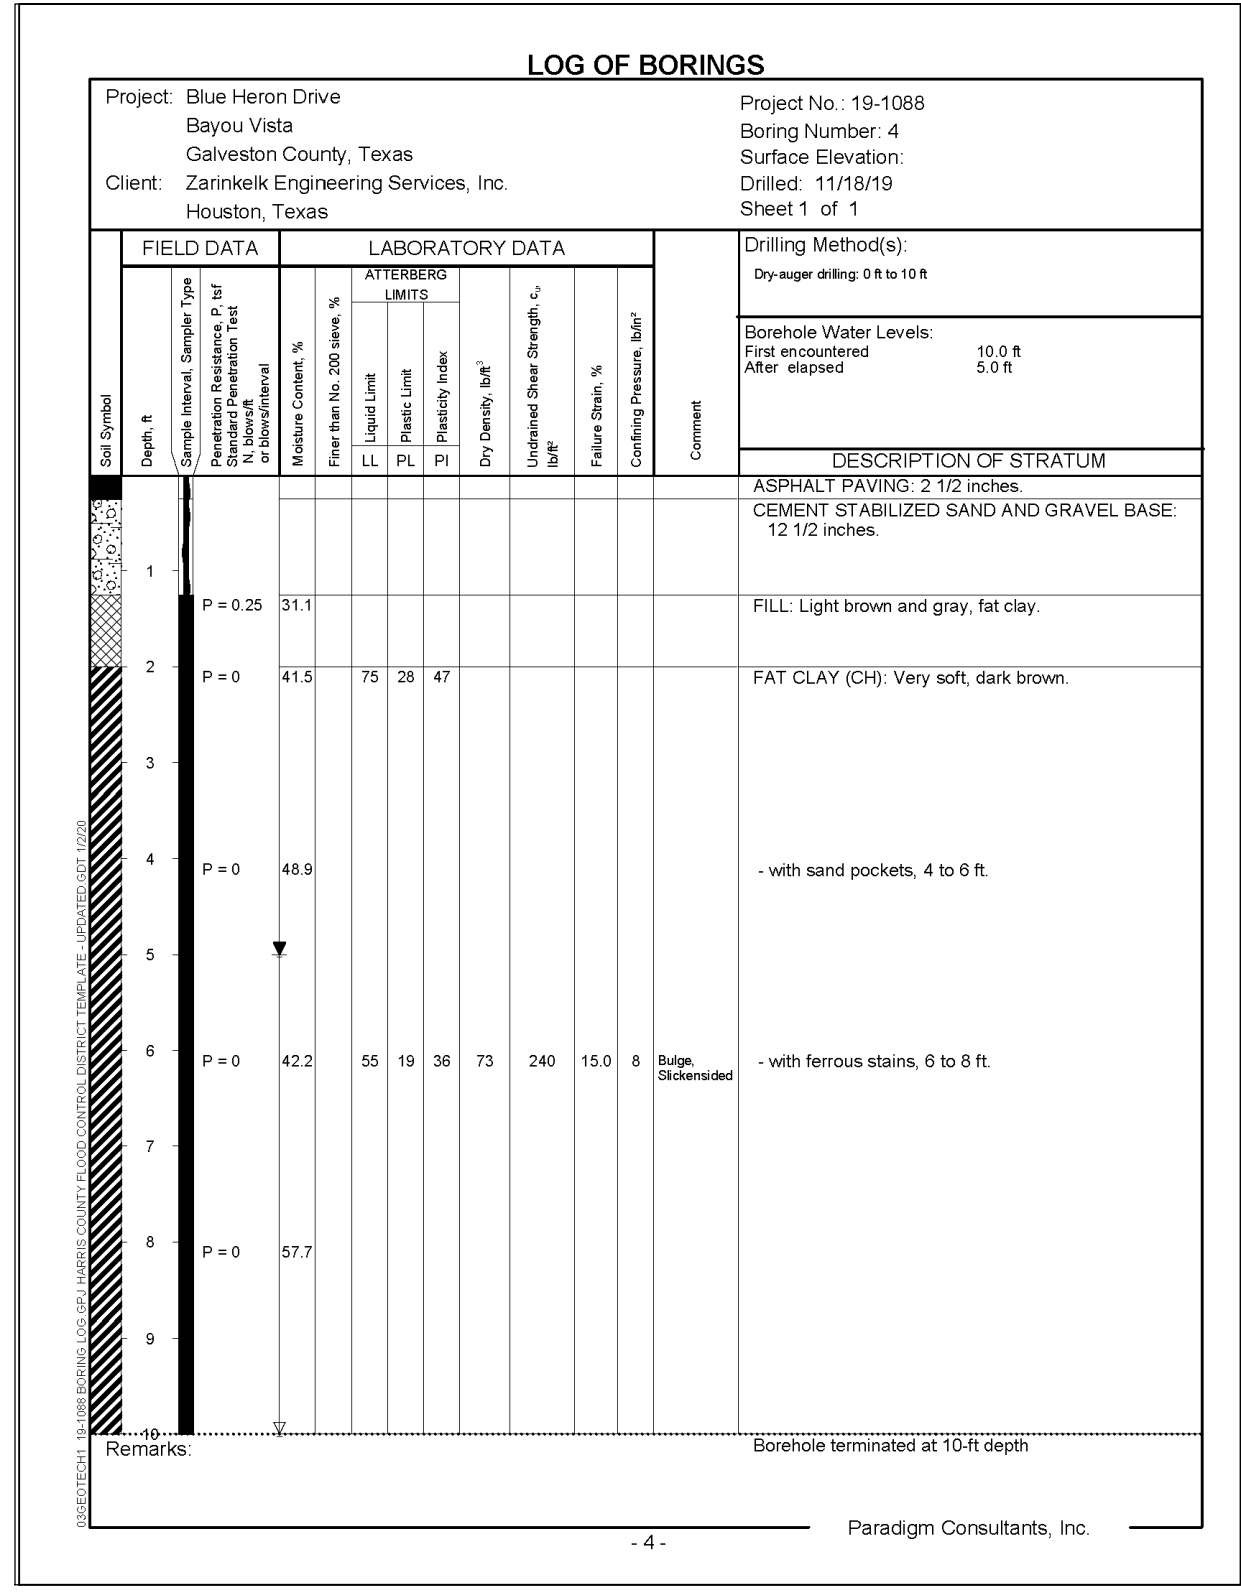 LOG OF BORINGS
Project: Blue Heron Drive
Bayou Vista
Galveston County, Texas
Client: Zarinkelk Engineering Services, Inc.
Houston, Texas
Project No.: 19-1088
Boring Number: 4
Surface Elevation:
Drilled: 11/18/19
Sheet 1 of 1
FIELD DATA
LABORATORY DATA
Drilling Method(s):
Dry-auger drilling: 0 ft to 10 ft
Borehole Water Levels:
First encountered 10.0 ft
After elapsed 5.0 ft
Soil Symbol
Depth, ft
Sample Interval, Sampler Type
Penetration Resistance, P, tsf
Standard Penetration Test
N, blows/ft
or blows/interval
Moisture Content, %
Finer than No. 200 sieve, %
ATTERBERG
LIMITS
Liquid Limit
Plastic Limit
Plasticity Index
LL PL PI
Dry Density, lb/ft³
Undrained Shear Strength, cᵤ,
lb/ft²
Failure Strain, %
Confining Pressure, lb/in²
Comment
DESCRIPTION OF STRATUM
ASPHALT PAVING: 2 1/2 inches.
CEMENT STABILIZED SAND AND GRAVEL BASE:
12 1/2 inches.
1
P = 0.25 31.1 FILL: Light brown and gray, fat clay.
2
P = 0 41.5 75 28 47 FAT CLAY (CH): Very soft, dark brown.
3
4
P = 0 48.9 - with sand pockets, 4 to 6 ft.
5
6
P = 0 42.2 55 19 36 73 240 15.0 8 Bulge, - with ferrous stains, 6 to 8 ft.
Slickensided
7
8
P = 0 57.7
9
10
Remarks:
Borehole terminated at 10-ft depth
Paradigm Consultants, Inc.
- 4 -
03GEOTECH1 19-1088 BORING LOG.GPJ HARRIS COUNTY FLOOD CONTROL DISTRICT TEMPLATE - UPDATED.GDT 1/2/20